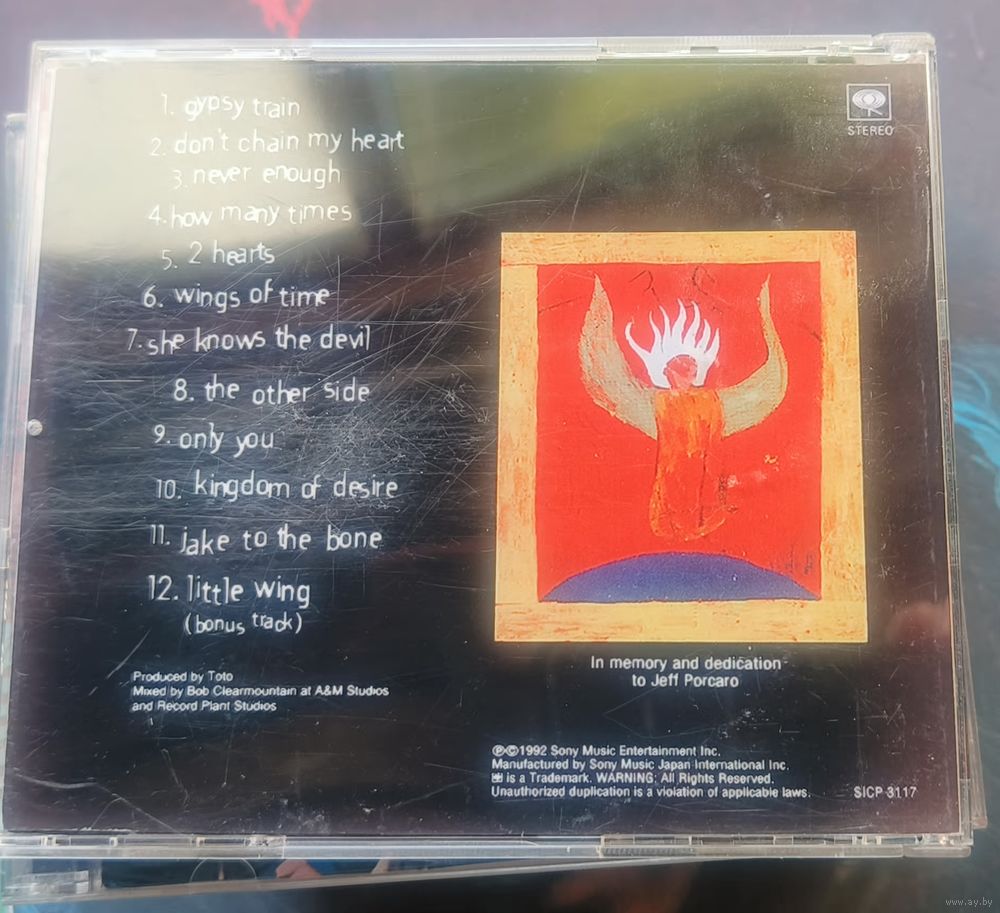 1. gypsy train
2. don't chain my heart
3. never enough
4. how many times
5. 2 hearts
6. wings of time
7. she knows the devil
8. the other side
9. only you
10. kingdom of desire
11. jake to the bone
12. little wing
(bonus track)
Produced by Toto
Mixed by Bob Clearmountain at A&M Studios
and Record Plant Studios
STEREO
In memory and dedication
to Jeff Porcaro
℗©1992 Sony Music Entertainment Inc.
Manufactured by Sony Music Japan International Inc.
is a Trademark. WARNING: All Rights Reserved.
Unauthorized duplication is a violation of applicable laws.
SICP 3117
www.ay.by